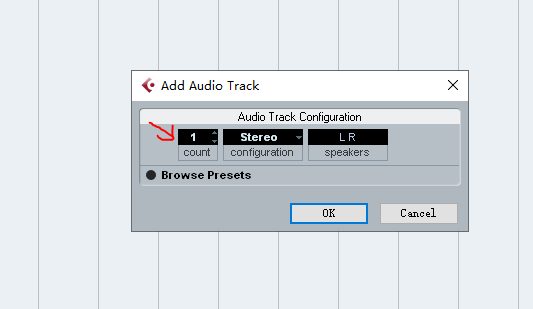 Add Audio Track
Audio Track Configuration
1 Stereo L R
count configuration speakers
Browse Presets
OK Cancel